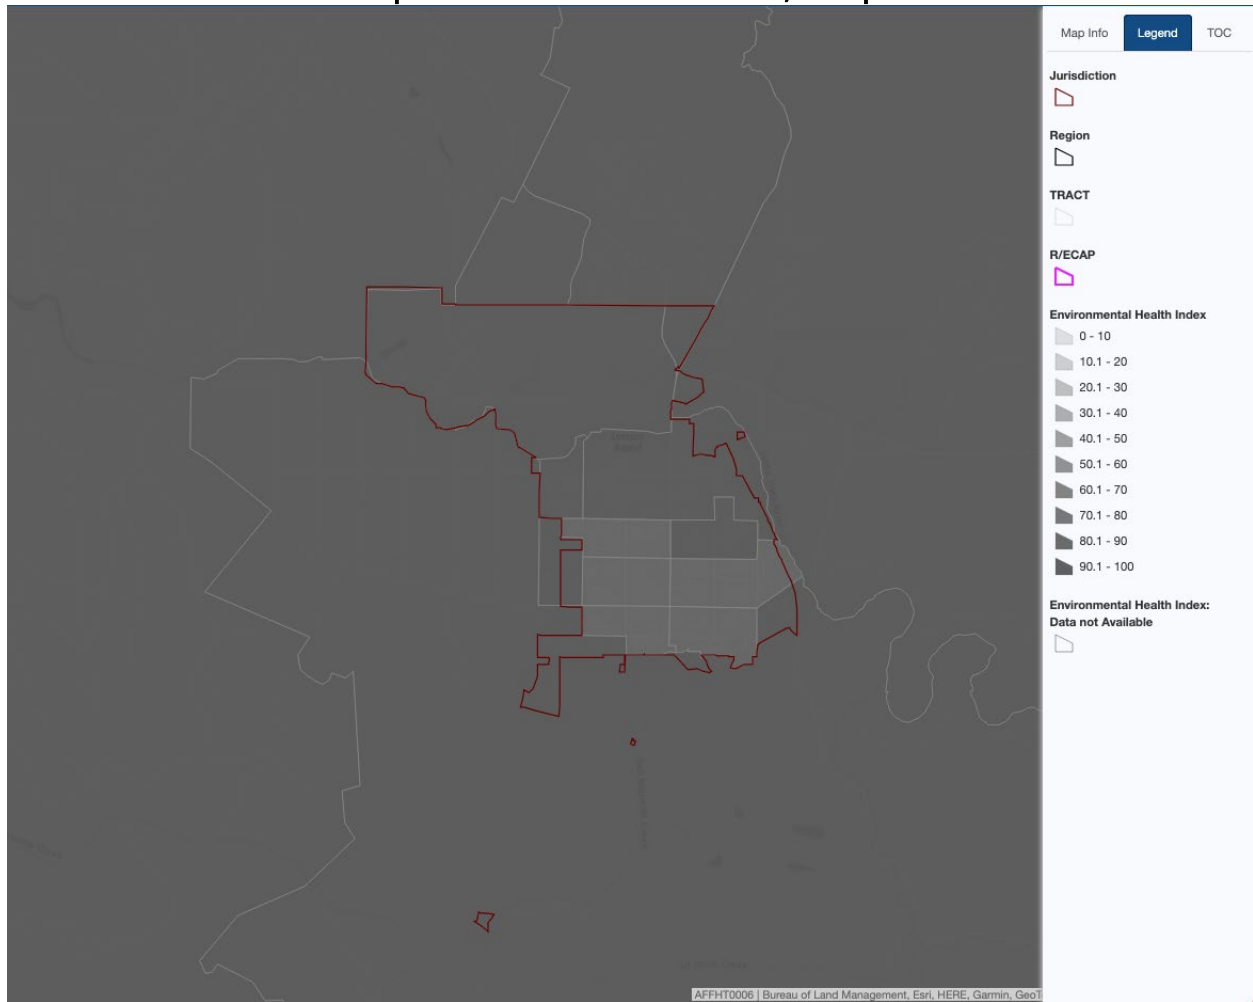 Map Info Legend TOC
Jurisdiction
Region
TRACT
R/ECAP
Environmental Health Index
0 - 10
10.1 - 20
20.1 - 30
30.1 - 40
40.1 - 50
50.1 - 60
60.1 - 70
70.1 - 80
80.1 - 90
90.1 - 100
Environmental Health Index:
Data not Available
AFFHT0006 | Bureau of Land Management, Esri, HERE, Garmin, GeoT